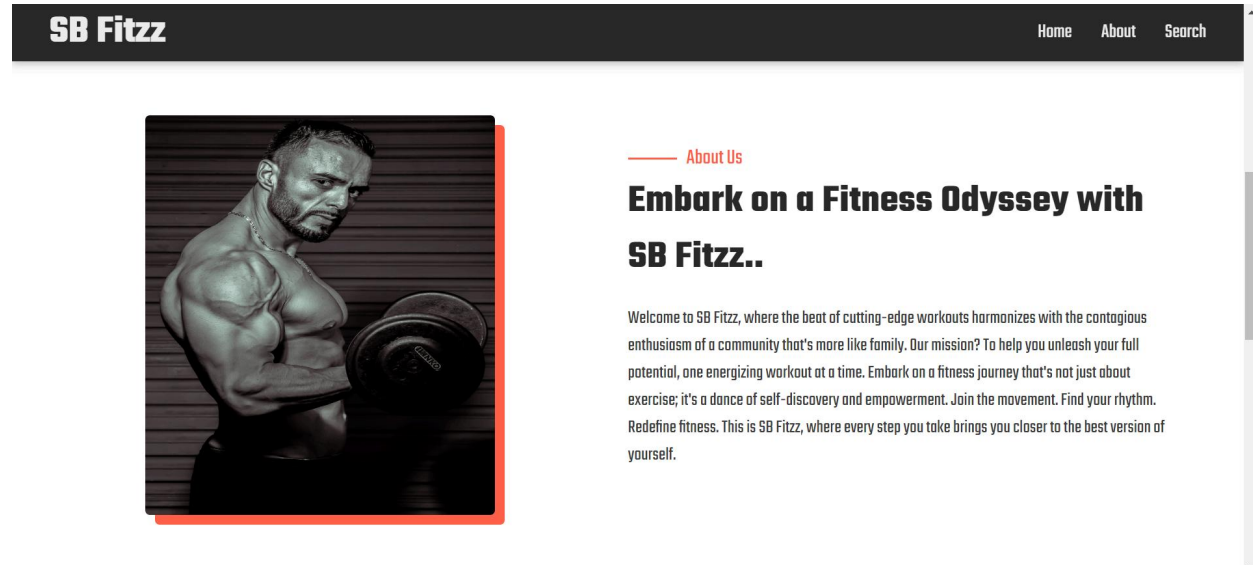 SB Fitzz
Home About Search
About Us
Embark on a Fitness Odyssey with
SB Fitzz..
Welcome to SB Fitzz, where the beat of cutting-edge workouts harmonizes with the contagious
enthusiasm of a community that's more like family. Our mission? To help you unleash your full
potential, one energizing workout at a time. Embark on a fitness journey that's not just about
exercise; it's a dance of self-discovery and empowerment. Join the movement. Find your rhythm.
Redefine fitness. This is SB Fitzz, where every step you take brings you closer to the best version of
yourself.